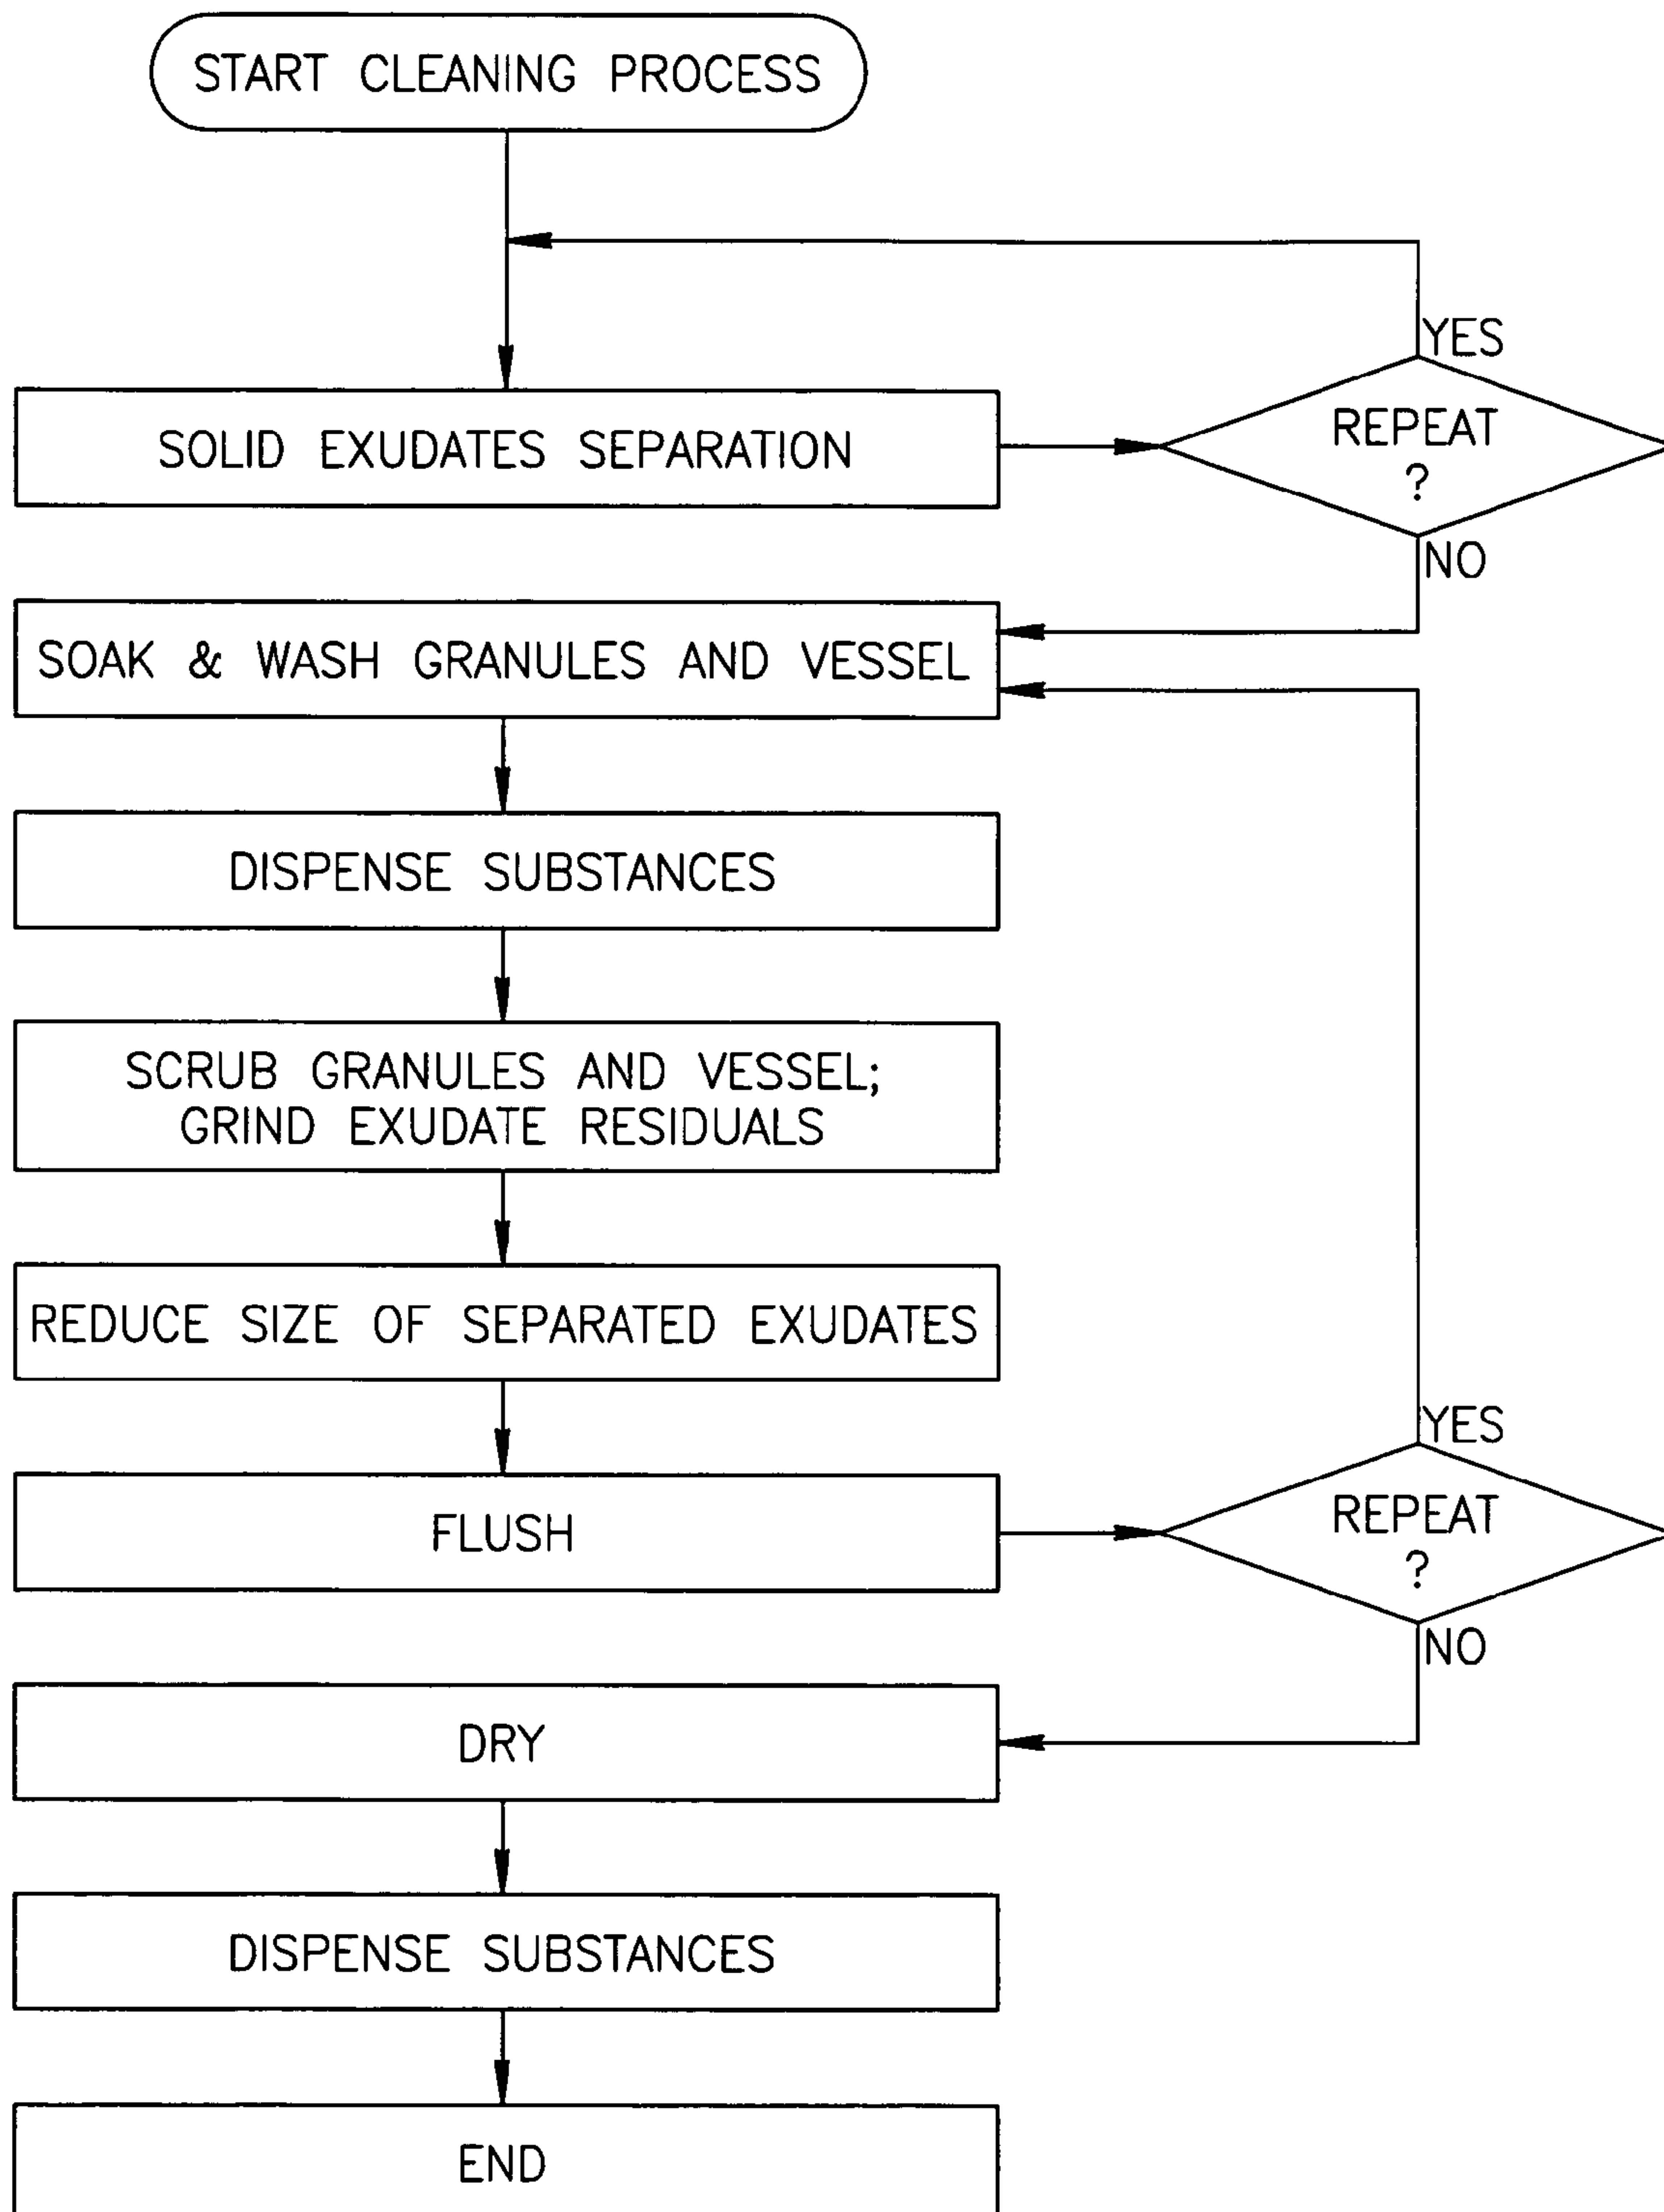 START CLEANING PROCESS
YES
SOLID EXUDATES SEPARATION
REPEAT
?
NO
SOAK & WASH GRANULES AND VESSEL
DISPENSE SUBSTANCES
SCRUB GRANULES AND VESSEL;
GRIND EXUDATE RESIDUALS
REDUCE SIZE OF SEPARATED EXUDATES
YES
FLUSH
REPEAT
?
NO
DRY
DISPENSE SUBSTANCES
END